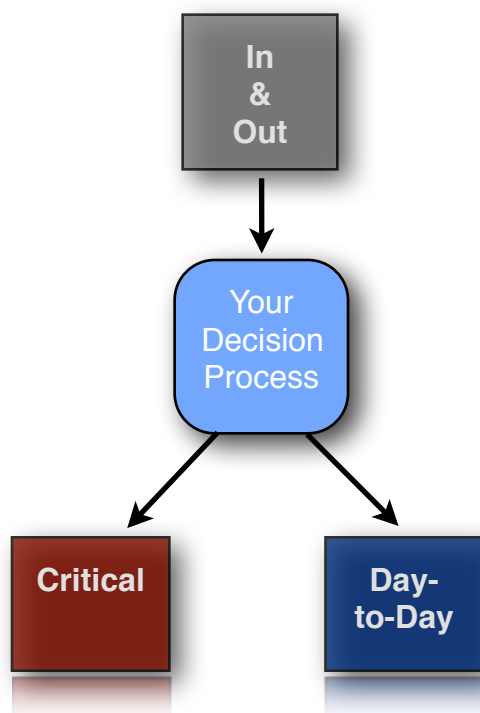 In
&
Out
Your
Decision
Process
Critical
Day-
to-Day